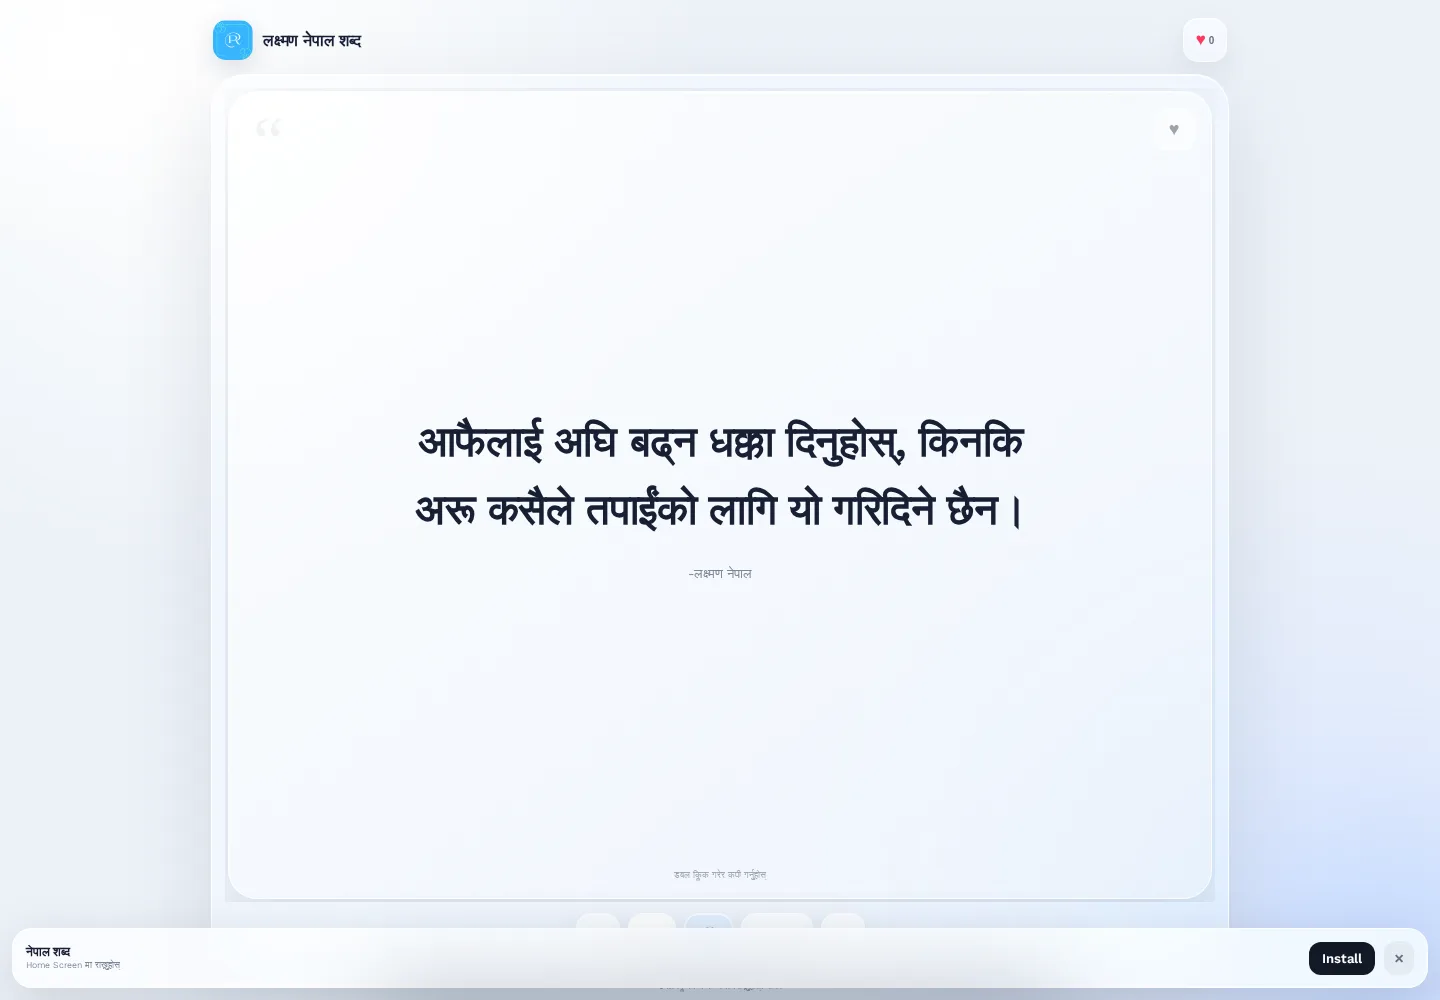 लक्ष्मण नेपाल शब्द
♥ 0
“
♥
आफैलाई अघि बढ्न धक्का दिनुहोस्, किनकि
अरू कसैले तपाईंको लागि यो गरिदिने छैन।
-लक्ष्मण नेपाल
डबल क्लिक गरेर कपी गर्नुहोस्
नेपाल शब्द
Home Screen मा राख्नुहोस्
Install
×